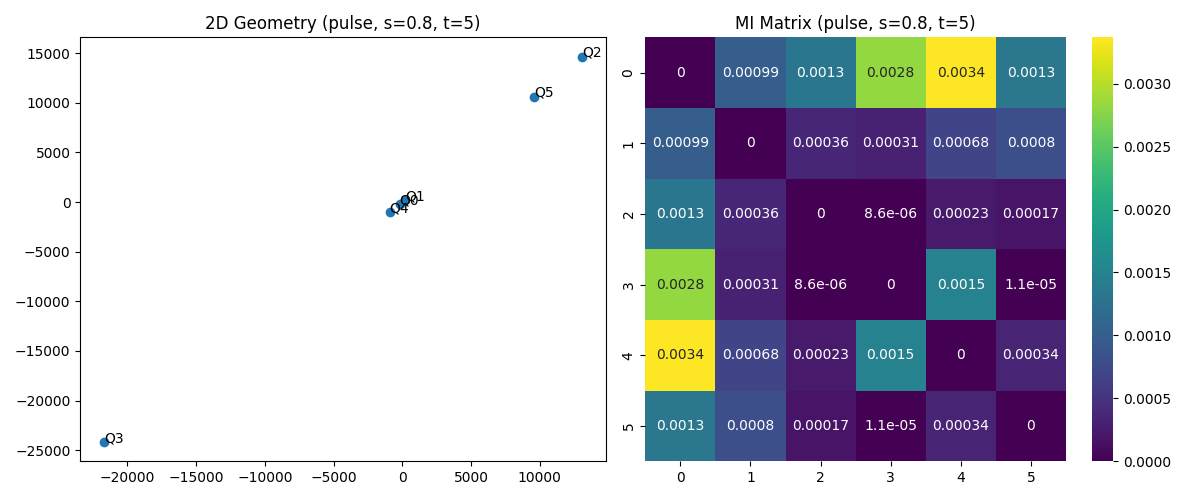 2D Geometry (pulse, s=0.8, t=5)
15000
10000
5000
0
−5000
−10000
−15000
−20000
−25000
−20000 −15000 −10000 −5000 0 5000 10000
Q2
Q5
Q1
Q0
Q4
Q3
MI Matrix (pulse, s=0.8, t=5)
0 0 0.00099 0.0013 0.0028 0.0034 0.0013
1 0.00099 0 0.00036 0.00031 0.00068 0.0008
2 0.0013 0.00036 0 8.6e-06 0.00023 0.00017
3 0.0028 0.00031 8.6e-06 0 0.0015 1.1e-05
4 0.0034 0.00068 0.00023 0.0015 0 0.00034
5 0.0013 0.0008 0.00017 1.1e-05 0.00034 0
0 1 2 3 4 5
0.0030
0.0025
0.0020
0.0015
0.0010
0.0005
0.0000